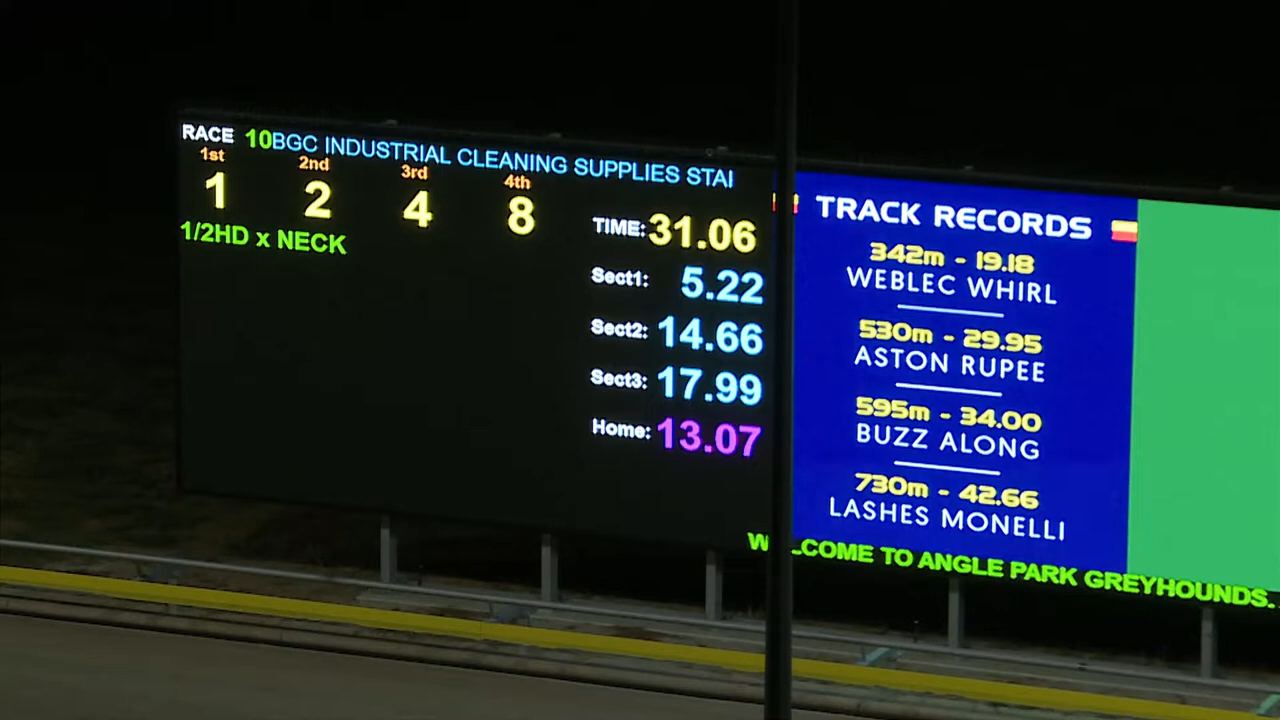 RACE 10BGC INDUSTRIAL CLEANING SUPPLIES STAI
1st 2nd 3rd 4th
1 2 4 8
1/2HD x NECK
TIME: 31.06
Sect1: 5.22
Sect2: 14.66
Sect3: 17.99
Home: 13.07
TRACK RECORDS
342m - 19.18
WEBLEC WHIRL
530m - 29.95
ASTON RUPEE
595m - 34.00
BUZZ ALONG
730m - 42.66
LASHES MONELLI
WELCOME TO ANGLE PARK GREYHOUNDS.